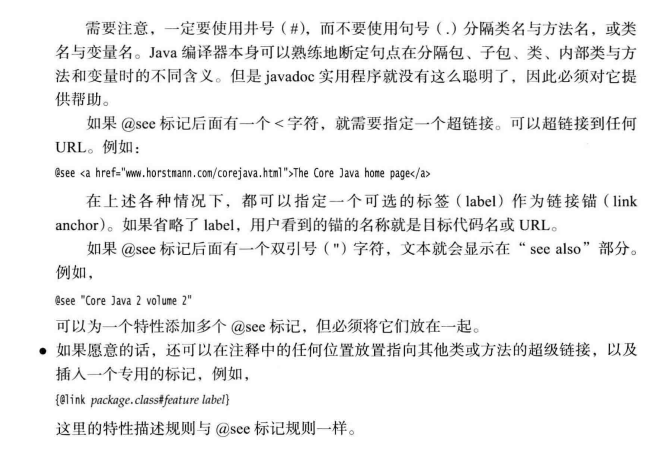 需要注意，一定要使用井号（#），而不要使用句号（.）分隔类名与方法名，或类
名与变量名。Java 编译器本身可以熟练地断定句点在分隔包、子包、类、内部类与方
法和变量时的不同含义。但是 javadoc 实用程序就没有这么聪明了，因此必须对它提
供帮助。
如果 @see 标记后面有一个 < 字符，就需要指定一个超链接。可以超链接到任何
URL。例如：
@see <a href="www.horstmann.com/corejava.html">The Core Java home page</a>
在上述各种情况下，都可以指定一个可选的标签（label）作为链接锚（link
anchor）。如果省略了 label，用户看到的锚的名称就是目标代码名或 URL。
如果 @see 标记后面有一个双引号（"）字符，文本就会显示在 “ see also” 部分。
例如，
@see "Core Java 2 volume 2"
可以为一个特性添加多个 @see 标记，但必须将它们放在一起。
● 如果愿意的话，还可以在注释中的任何位置放置指向其他类或方法的超级链接，以及
插入一个专用的标记，例如，
{@link package.class#feature label}
这里的特性描述规则与 @see 标记规则一样。